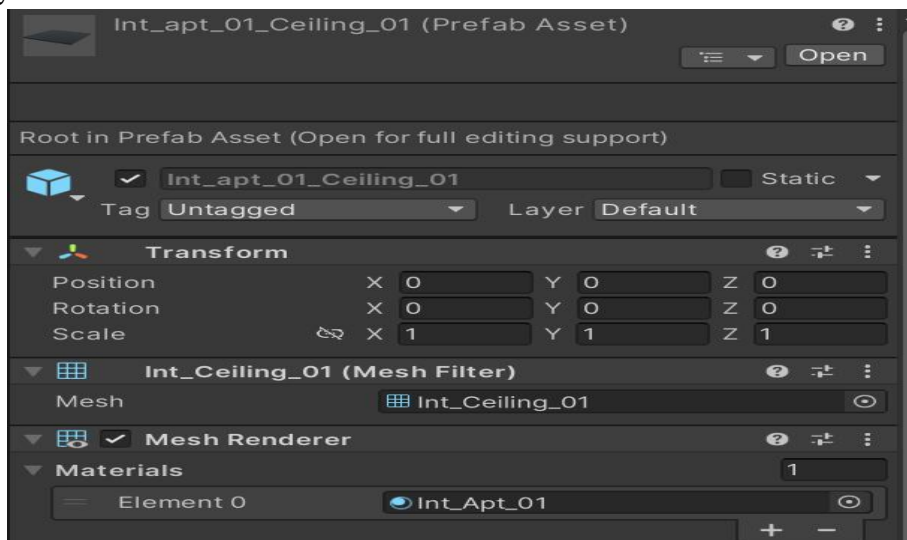 Int_apt_01_Ceiling_01 (Prefab Asset)
Open
Root in Prefab Asset (Open for full editing support)
Int_apt_01_Ceiling_01 Static
Tag Untagged Layer Default
Transform
Position X 0 Y 0 Z 0
Rotation X 0 Y 0 Z 0
Scale X 1 Y 1 Z 1
Int_Ceiling_01 (Mesh Filter)
Mesh Int_Ceiling_01
Mesh Renderer
Materials 1
Element 0 Int_Apt_01